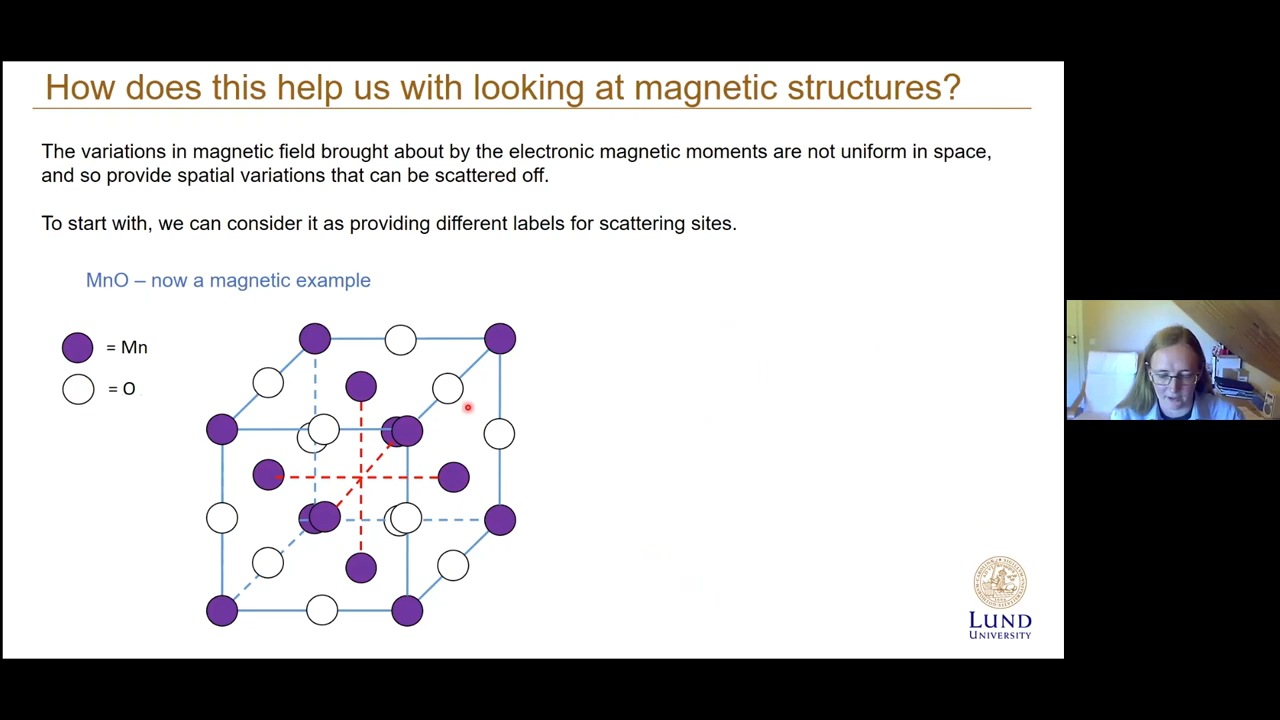 How does this help us with looking at magnetic structures?
The variations in magnetic field brought about by the electronic magnetic moments are not uniform in space,
and so provide spatial variations that can be scattered off.
To start with, we can consider it as providing different labels for scattering sites.
MnO – now a magnetic example
= Mn
= O
LUND
UNIVERSITY